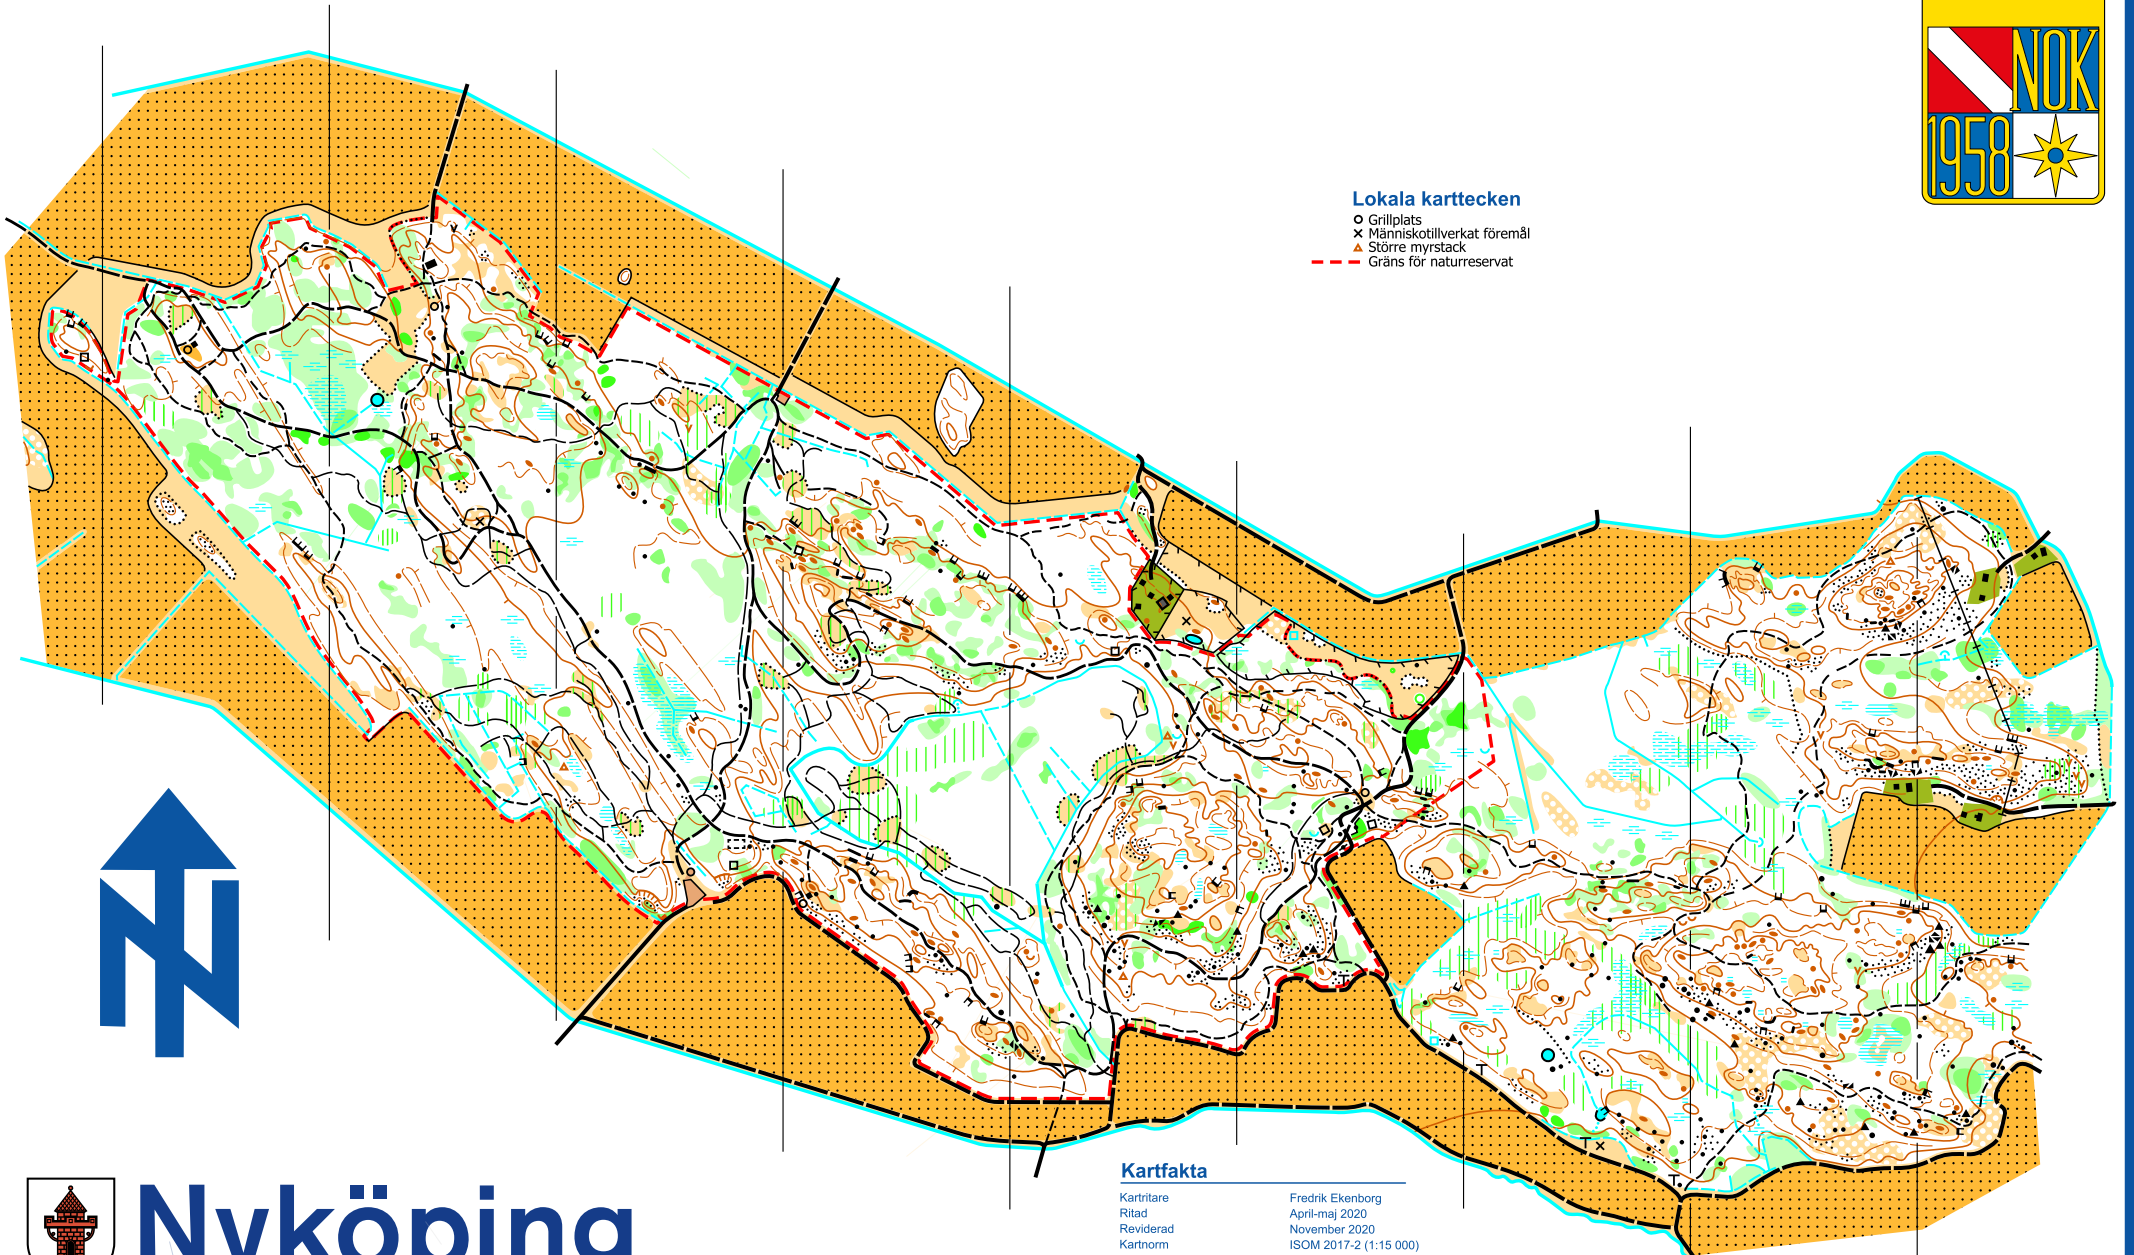 NOK
1958
Lokala karttecken
Grillplats
Människotillverkat föremål
Större myrstack
Gräns för naturreservat
Nyköping
Kartfakta
Kartritare Fredrik Ekenborg
Ritad April-maj 2020
Reviderad November 2020
Kartnorm ISOM 2017-2 (1:15 000)